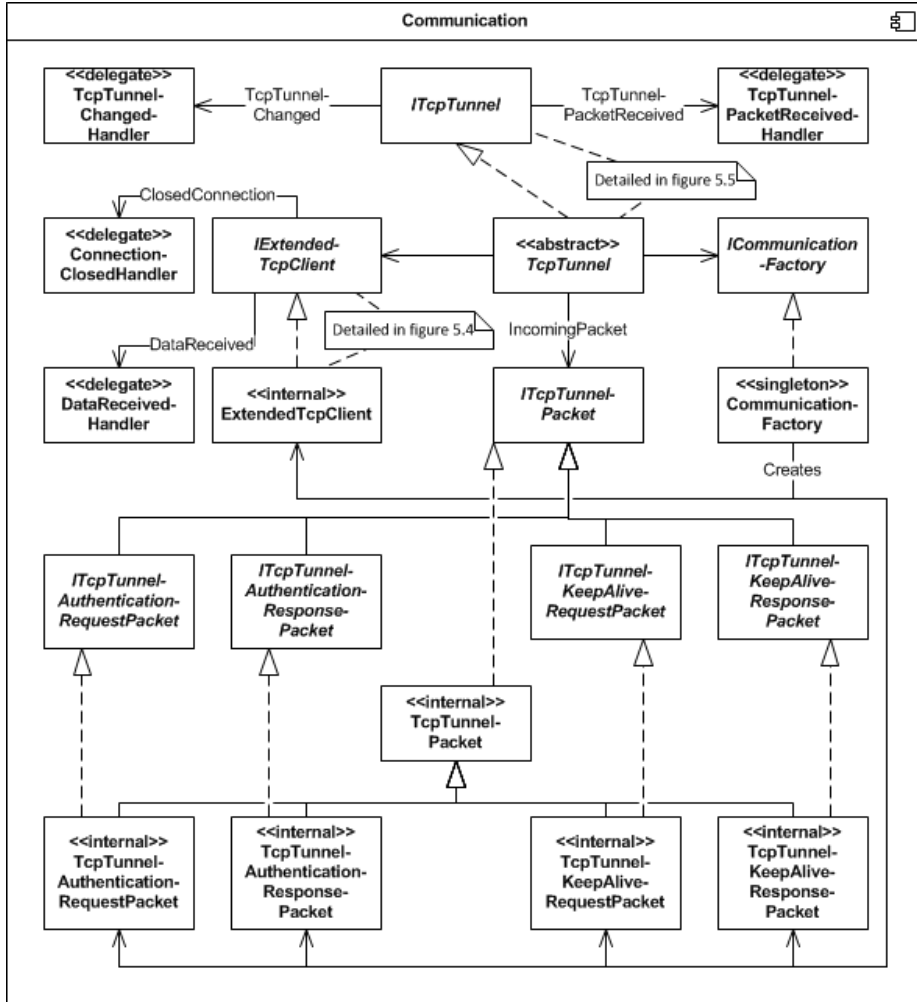 Communication
<<delegate>>
TcpTunnel-
Changed-
Handler
TcpTunnel-
Changed
ITcpTunnel
TcpTunnel-
PacketReceived
<<delegate>>
TcpTunnel-
PacketReceived-
Handler
Detailed in figure 5.5
ClosedConnection
<<delegate>>
Connection-
ClosedHandler
IExtended-
TcpClient
<<abstract>>
TcpTunnel
ICommunication
-Factory
Detailed in figure 5.4
IncomingPacket
DataReceived
<<delegate>>
DataReceived-
Handler
<<internal>>
ExtendedTcpClient
ITcpTunnel-
Packet
<<singleton>>
Communication-
Factory
Creates
ITcpTunnel-
Authentication-
RequestPacket
ITcpTunnel-
Authentication-
Response-
Packet
ITcpTunnel-
KeepAlive-
RequestPacket
ITcpTunnel-
KeepAlive-
Response-
Packet
<<internal>>
TcpTunnel-
Packet
<<internal>>
TcpTunnel-
Authentication-
RequestPacket
<<internal>>
TcpTunnel-
Authentication-
Response-
Packet
<<internal>>
TcpTunnel-
KeepAlive-
RequestPacket
<<internal>>
TcpTunnel-
KeepAlive-
Response-
Packet